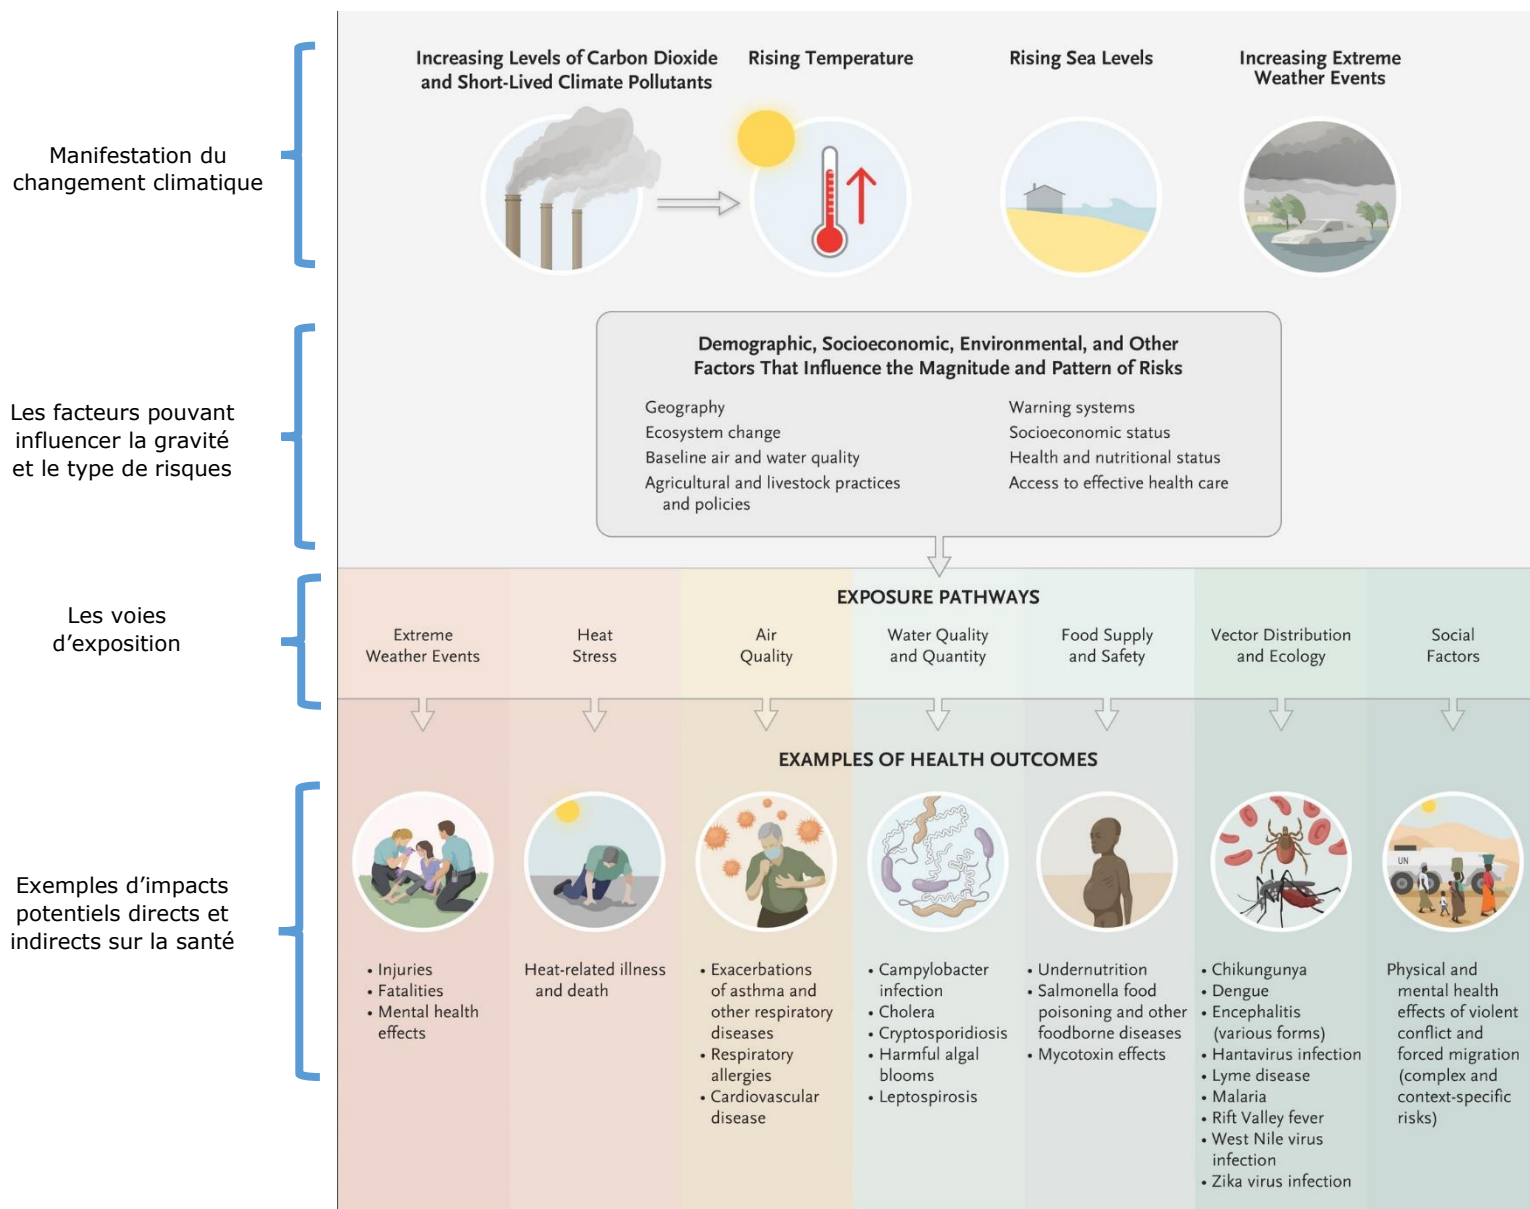 Manifestation du
changement climatique
Increasing Levels of Carbon Dioxide
and Short-Lived Climate Pollutants
Rising Temperature
Rising Sea Levels
Increasing Extreme
Weather Events
Les facteurs pouvant
influencer la gravité
et le type de risques
Demographic, Socioeconomic, Environmental, and Other
Factors That Influence the Magnitude and Pattern of Risks
Geography
Ecosystem change
Baseline air and water quality
Agricultural and livestock practices
and policies
Warning systems
Socioeconomic status
Health and nutritional status
Access to effective health care
Les voies
d’exposition
EXPOSURE PATHWAYS
Extreme
Weather Events
Heat
Stress
Air
Quality
Water Quality
and Quantity
Food Supply
and Safety
Vector Distribution
and Ecology
Social
Factors
Exemples d’impacts
potentiels directs et
indirects sur la santé
EXAMPLES OF HEALTH OUTCOMES
UN
• Injuries
• Fatalities
• Mental health
effects
Heat-related illness
and death
• Exacerbations
of asthma and
other respiratory
diseases
• Respiratory
allergies
• Cardiovascular
disease
• Campylobacter
infection
• Cholera
• Cryptosporidiosis
• Harmful algal
blooms
• Leptospirosis
• Undernutrition
• Salmonella food
poisoning and other
foodborne diseases
• Mycotoxin effects
• Chikungunya
• Dengue
• Encephalitis
(various forms)
• Hantavirus infection
• Lyme disease
• Malaria
• Rift Valley fever
• West Nile virus
infection
• Zika virus infection
Physical and
mental health
effects of violent
conflict and
forced migration
(complex and
context-specific
risks)